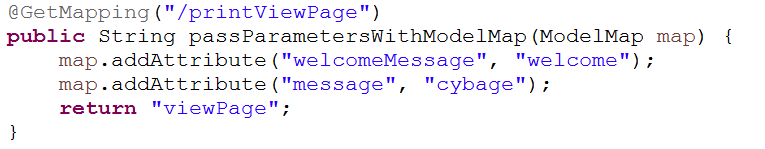 @GetMapping("/printViewPage")
public String passParametersWithModelMap(ModelMap map) {
    map.addAttribute("welcomeMessage", "welcome");
    map.addAttribute("message", "cybage");
    return "viewPage";
}